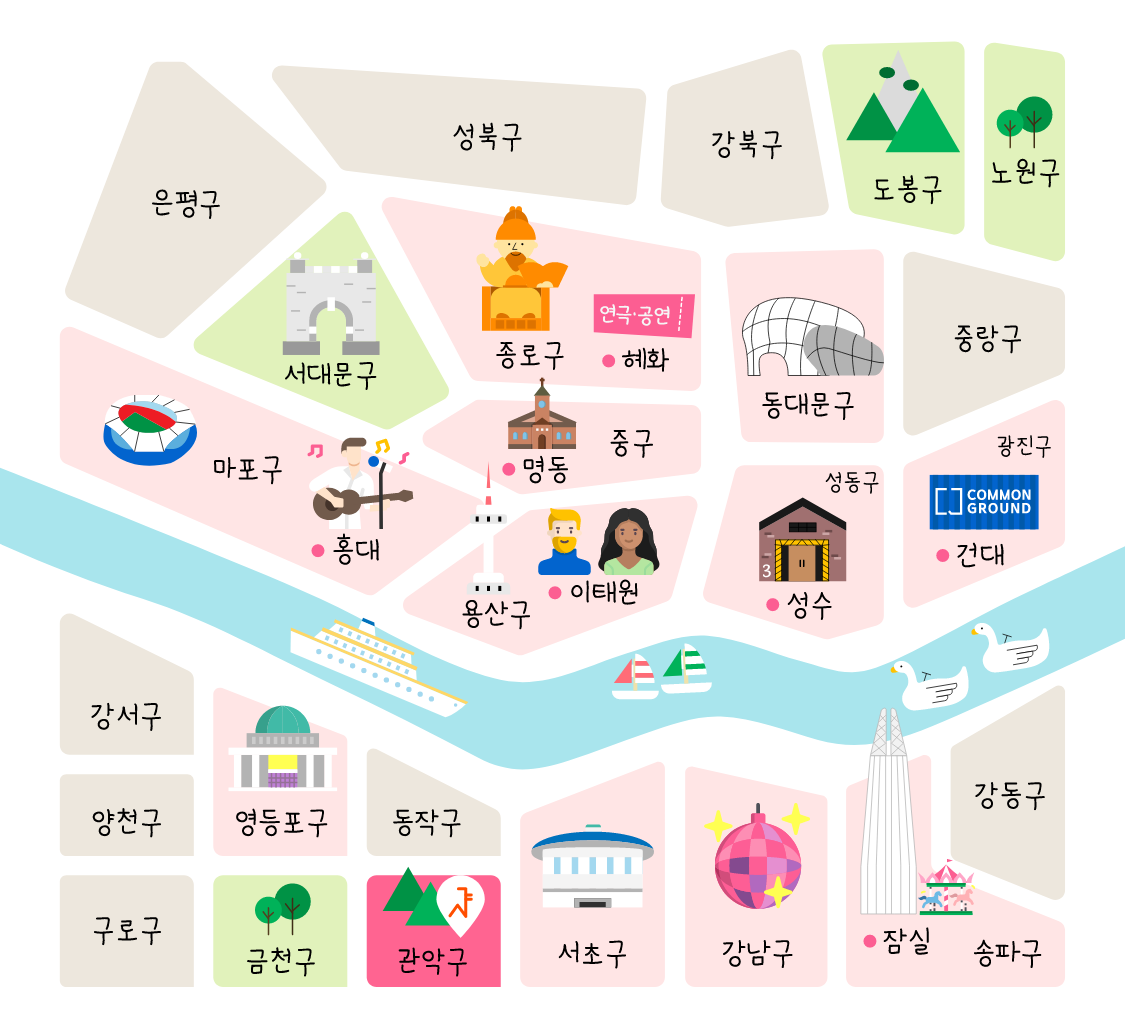 성북구
강북구
도봉구
노원구
은평구
연극·공연
종로구
혜화
서대문구
동대문구
중랑구
마포구
명동
중구
광진구
성동구
COMMON
GROUND
홍대
건대
3
이태원
용산구
성수
강서구
양천구
영등포구
동작구
강동구
구로구
금천구
관악구
서초구
강남구
잠실
송파구